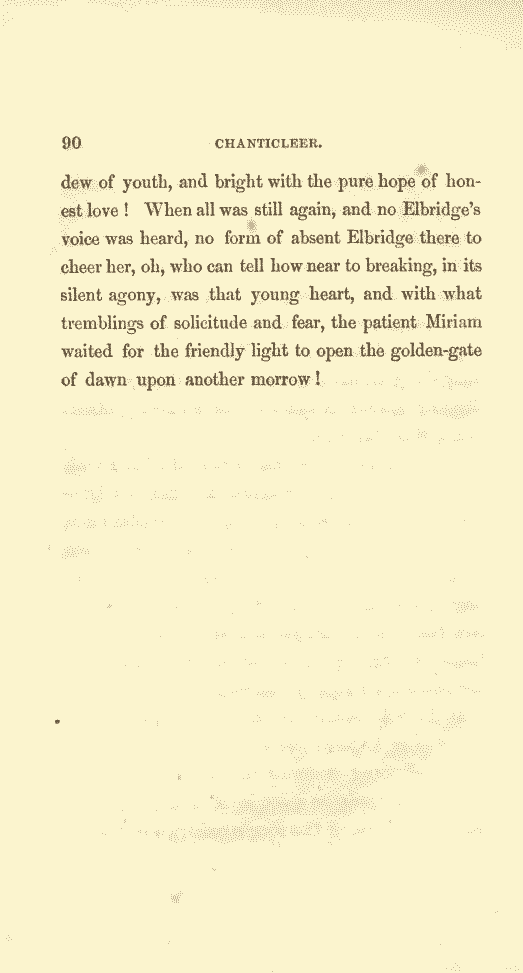 90 CHANTICLEER.
dew of youth, and bright with the pure hope of hon-
est love ! When all was still again, and no Elbridge's
voice was heard, no form of absent Elbridge there to
cheer her, oh, who can tell how near to breaking, in its
silent agony, was that young heart, and with what
tremblings of solicitude and fear, the patient Miriam
waited for the friendly light to open the golden-gate
of dawn upon another morrow !